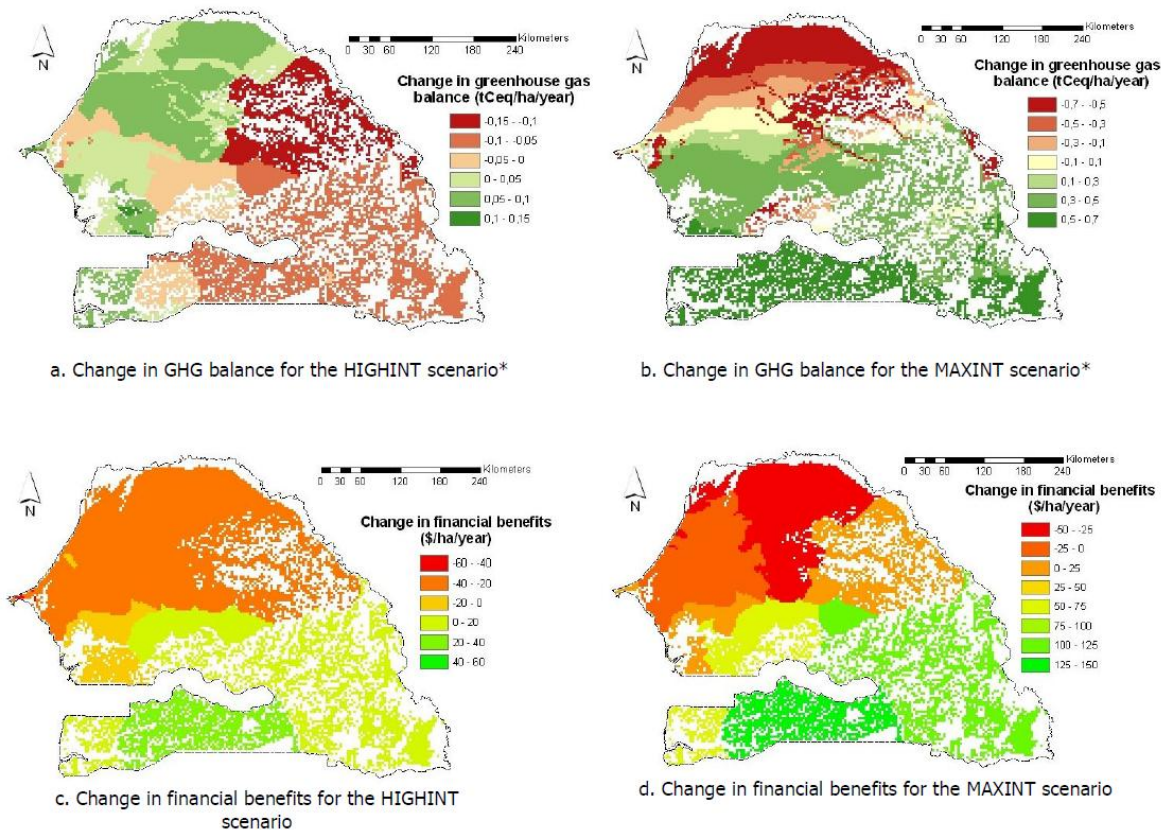 Kilometers
0 30 60 120 180 240
N
Change in greenhouse gas
balance (tCeq/ha/year)
-0,15 - -0,1
-0,1 - -0,05
-0,05 - 0
0 - 0,05
0,05 - 0,1
0,1 - 0,15
a. Change in GHG balance for the HIGHINT scenario*
Kilometers
0 30 60 120 180 240
N
Change in greenhouse gas
balance (tCeq/ha/year)
-0,7 - -0,5
-0,5 - -0,3
-0,3 - -0,1
-0,1 - 0,1
0,1 - 0,3
0,3 - 0,5
0,5 - 0,7
b. Change in GHG balance for the MAXINT scenario*
Kilometers
0 30 60 120 180 240
N
Change in financial benefits
($/ha/year)
-60 - -40
-40 - -20
-20 - 0
0 - 20
20 - 40
40 - 60
c. Change in financial benefits for the HIGHINT
scenario
Kilometers
0 30 60 120 180 240
N
Change in financial benefits
($/ha/year)
-50 - -25
-25 - 0
0 - 25
25 - 50
50 - 75
75 - 100
100 - 125
125 - 150
d. Change in financial benefits for the MAXINT scenario